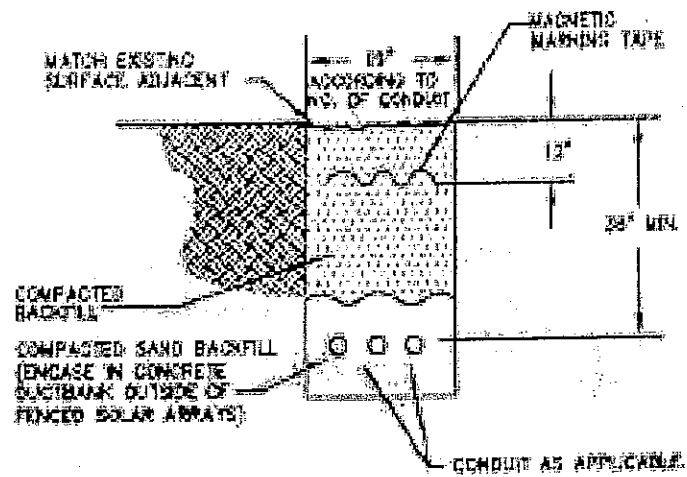 MATCH EXISTING
SURFACE ADJACENT
ACCORDING TO
NO. OF CONDUIT
MAGNETIC
MARKING TAPE
12"
MIN.
COMPACTED
BACKFILL
COMPACTED SAND BACKFILL
(ENCASE IN CONCRETE
DUCTBANK OUTSIDE OF
FENCED SOLAR ARRAYS)
CONDUIT AS APPLICABLE